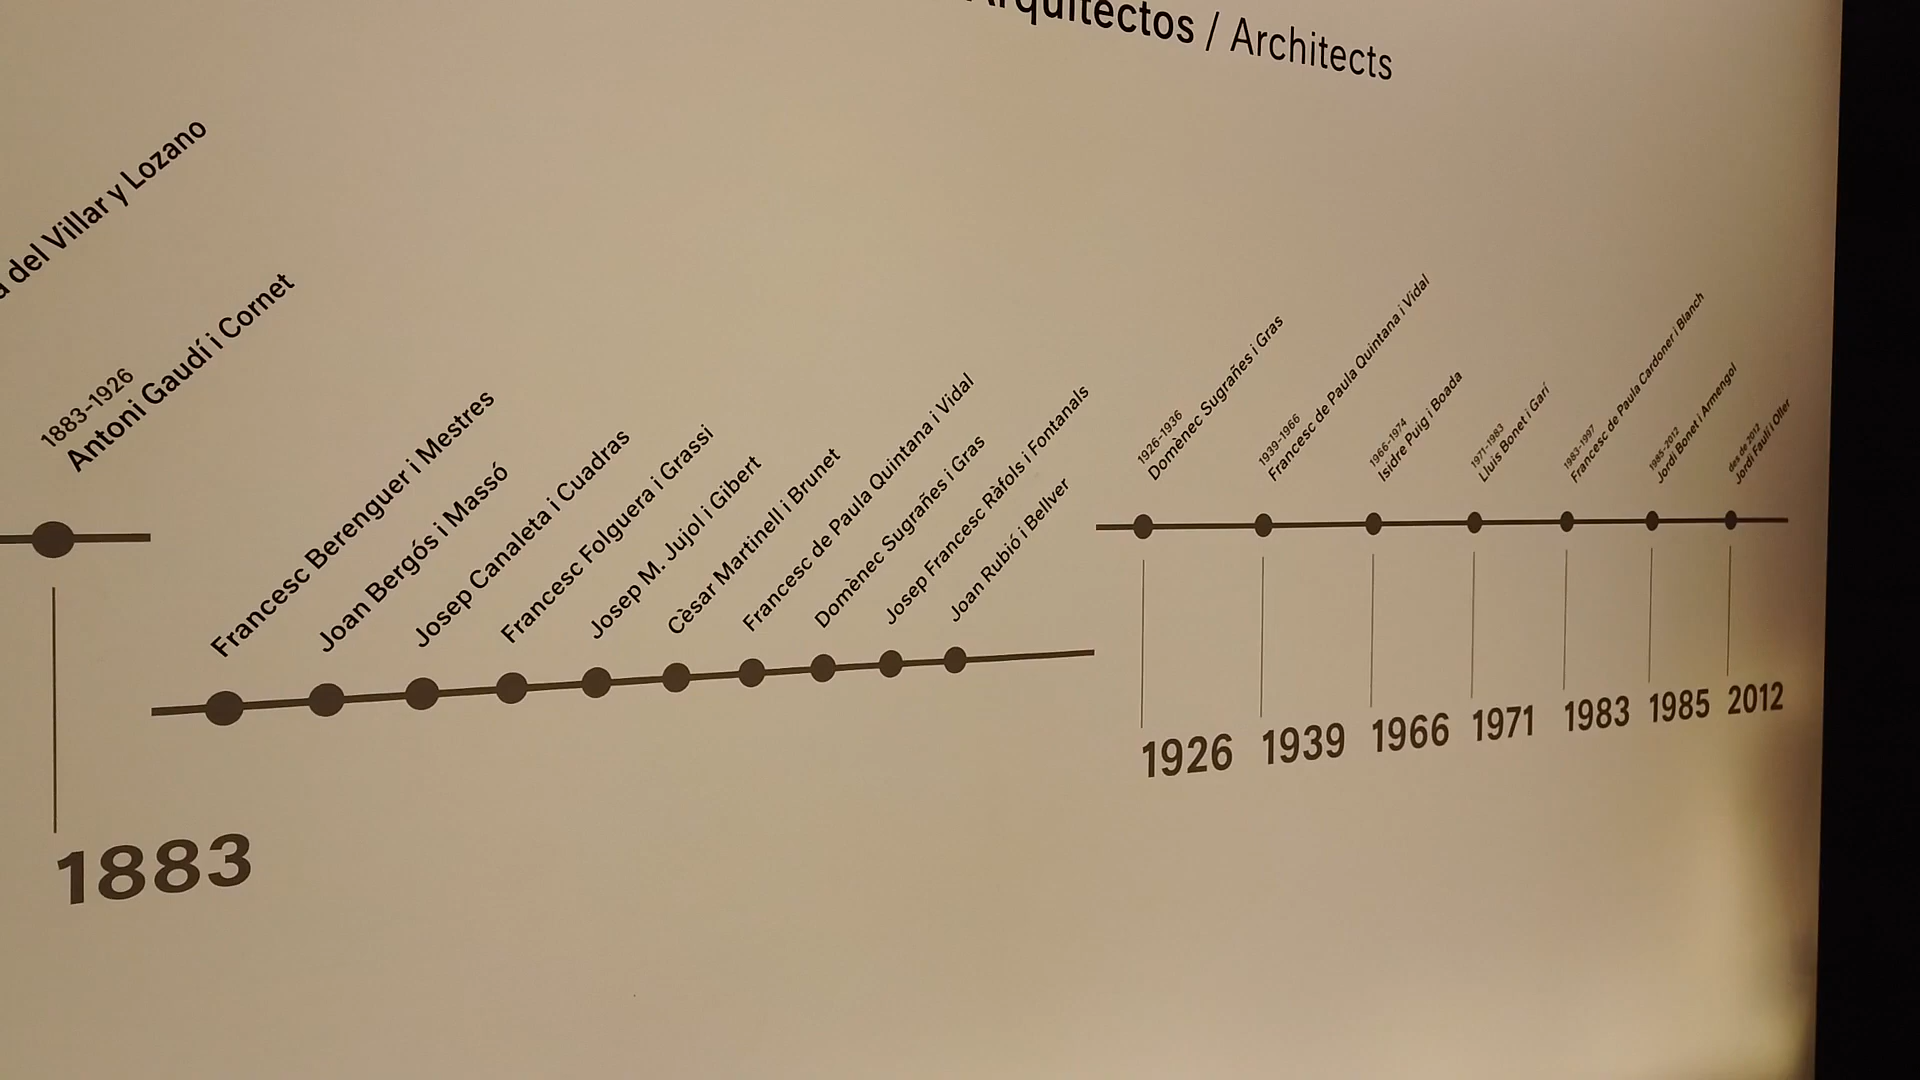 Arquitectos / Architects
del Villar y Lozano
1883-1926
Antoni Gaudí i Cornet
Francesc Berenguer i Mestres
Joan Bergós i Massó
Josep Canaleta i Cuadras
Francesc Folguera i Grassi
Josep M. Jujol i Gibert
Cèsar Martinell i Brunet
Francesc de Paula Quintana i Vidal
Domènec Sugrañes i Gras
Josep Francesc Ràfols i Fontanals
Joan Rubió i Bellver
1926-1936
Domènec Sugrañes i Gras
1939-1966
Francesc de Paula Quintana i Vidal
1966-1974
Isidre Puig i Boada
1971-1983
Lluís Bonet i Garí
1983-1997
Francesc de Paula Cardoner i Blanch
1985-2012
Jordi Bonet i Armengol
des de 2012
Jordi Faulí i Oller
1883
1926
1939
1966
1971
1983
1985
2012